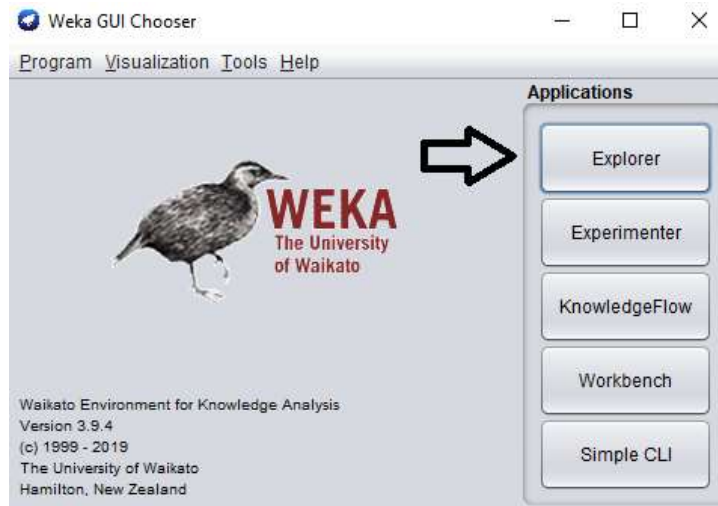 Weka GUI Chooser
Program Visualization Tools Help
Applications
Explorer
Experimenter
KnowledgeFlow
Workbench
Simple CLI
WEKA
The University
of Waikato
Waikato Environment for Knowledge Analysis
Version 3.9.4
(c) 1999 - 2019
The University of Waikato
Hamilton, New Zealand